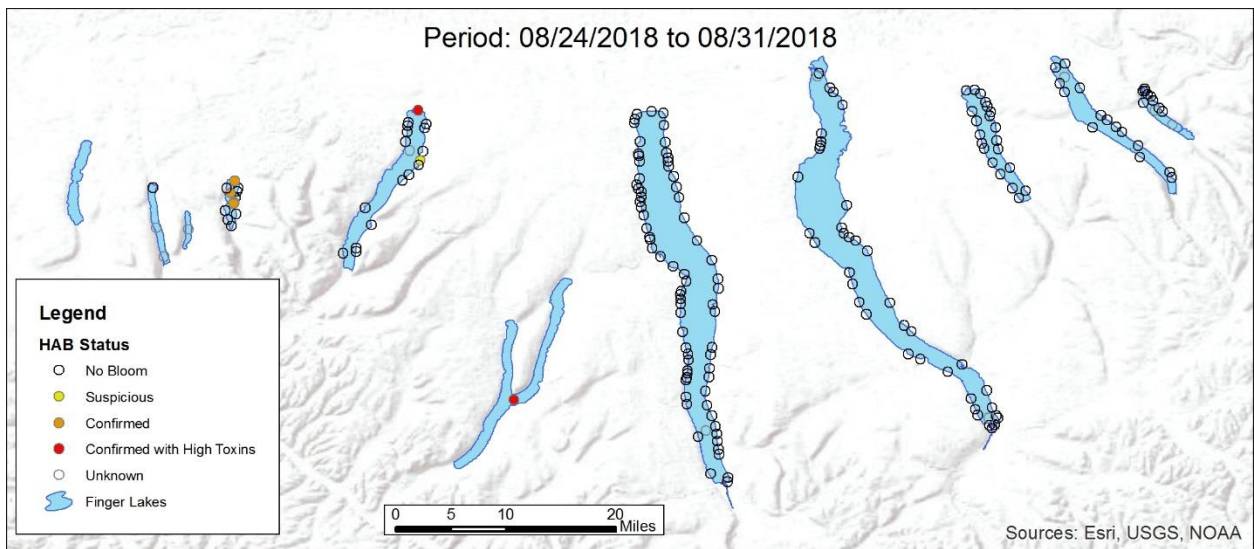 Period: 08/24/2018 to 08/31/2018
Legend
HAB Status
No Bloom
Suspicious
Confirmed
Confirmed with High Toxins
Unknown
Finger Lakes
0 5 10 20
Miles
Sources: Esri, USGS, NOAA